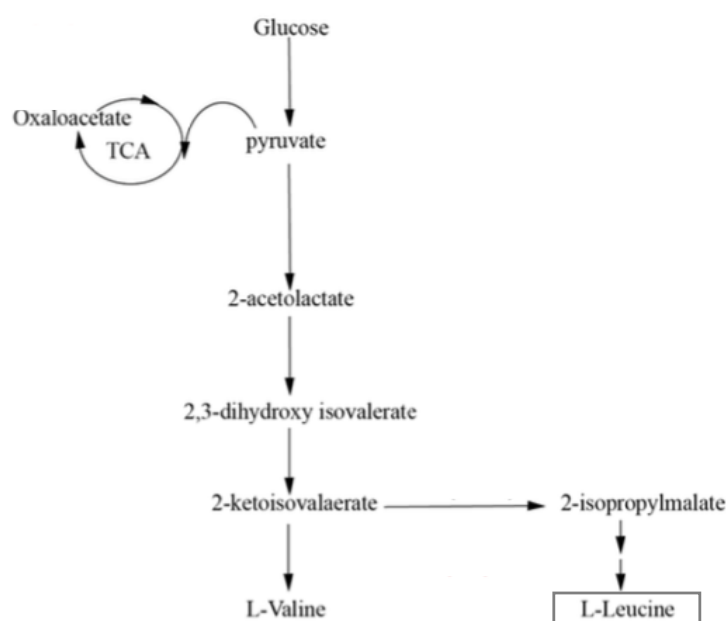 Glucose
Oxaloacetate
TCA
pyruvate
2-acetolactate
2,3-dihydroxy isovalerate
2-ketoisovalaerate
2-isopropylmalate
L-Valine
L-Leucine